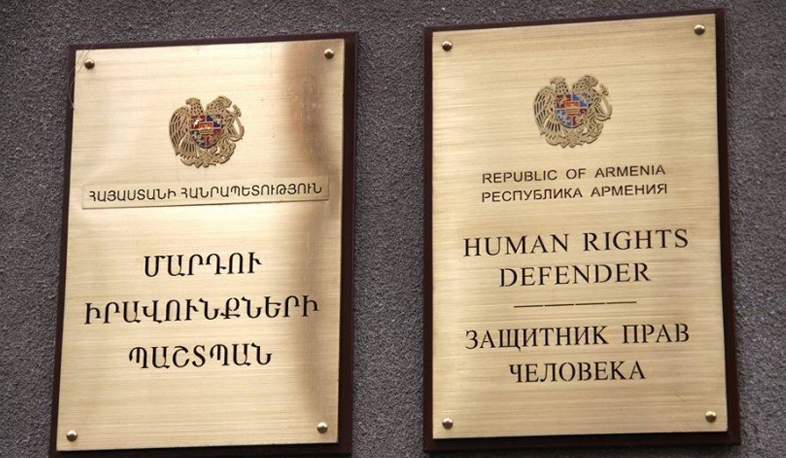 ՀԱՅԱՍՏԱՆԻ ՀԱՆՐԱՊԵՏՈՒԹՅՈՒՆ
ՄԱՐԴՈՒ
ԻՐԱՎՈՒՆՔՆԵՐԻ
ՊԱՇՏՊԱՆ
REPUBLIC OF ARMENIA
РЕСПУБЛИКА АРМЕНИЯ
HUMAN RIGHTS
DEFENDER
ЗАЩИТНИК ПРАВ
ЧЕЛОВЕКА